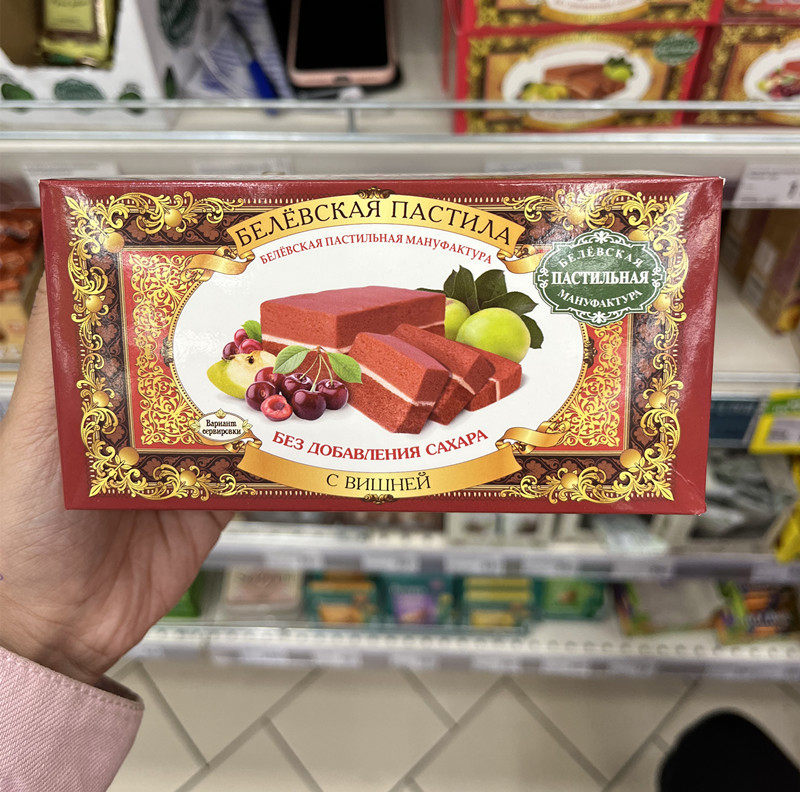 БЕЛЁВСКАЯ ПАСТИЛА
БЕЛЁВСКАЯ ПАСТИЛЬНАЯ МАНУФАКТУРА
БЕЛЁВСКАЯ
ПАСТИЛЬНАЯ
МАНУФАКТУРА
Вариант
сервировки
БЕЗ ДОБАВЛЕНИЯ САХАРА
С ВИШНЕЙ